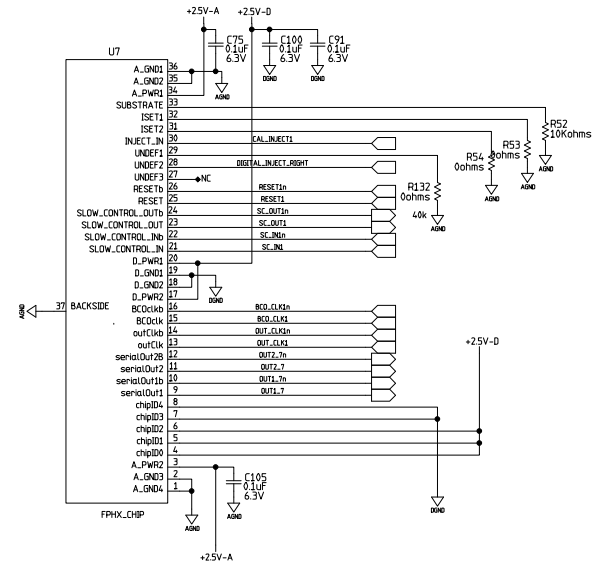 +2.5V-A +2.5V-D
C75 0.1uF 6.3V
C100 0.1uF 6.3V
C91 0.1uF 6.3V
AGND DGND DGND
U7
A_GND1 36
A_GND2 35
A_PWR1 34
SUBSTRATE 33
ISET1 32
ISET2 31
INJECT_IN 30 CAL_INJECT1
UNDEF1 29
UNDEF2 28 DIGITAL_INJECT_RIGHT
UNDEF3 27 NC
RESETb 26 RESET1n
RESET 25 RESET1
SLOW_CONTROL_OUTb 24 SC_OUT1n
SLOW_CONTROL_OUT 23 SC_OUT1
SLOW_CONTROL_INb 22 SC_IN1n
SLOW_CONTROL_IN 21 SC_IN1
D_PWR1 20
D_GND1 19
D_GND2 18
D_PWR2 17
DGND
R52 10Kohms
AGND
R53 0ohms
AGND
R54 0ohms
AGND
R132 0ohms
40k
AGND
AGND 37 BACKSIDE
BCOclkb 16 BCO_CLK1n
BCOclk 15 BCO_CLK1
outClkb 14 OUT_CLK1n
outClk 13 OUT_CLK1
serialOut2B 12 OUT2_7n
serialOut2 11 OUT2_7
serialOut1b 10 OUT1_7n
serialOut1 9 OUT1_7
chipID4 8
chipID3 7
chipID2 6
chipID1 5
chipID0 4
A_PWR2 3
A_GND3 2
A_GND4 1
+2.5V-D
C105 0.1uF 6.3V
AGND
AGND
DGND
FPHX_CHIP
+2.5V-A